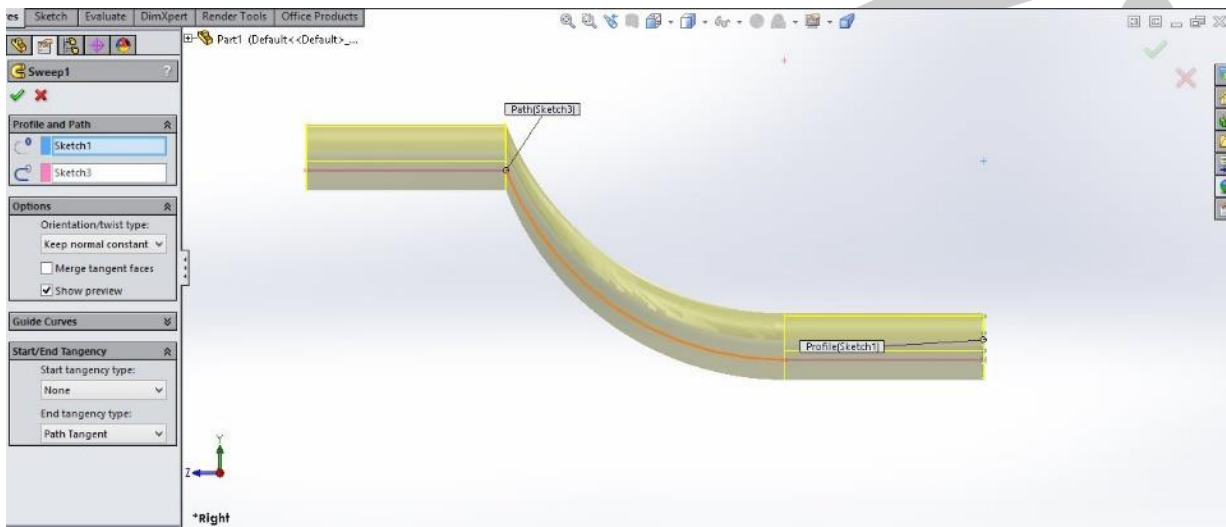 res Sketch Evaluate DimXpert Render Tools Office Products
Part1 (Default<<Default>_...
Sweep1 ?
Profile and Path
Sketch1
Sketch3
Options
Orientation/twist type:
Keep normal constant
Merge tangent faces
Show preview
Guide Curves
Start/End Tangency
Start tangency type:
None
End tangency type:
Path Tangent
Path(Sketch3)
Profile(Sketch1)
Y
Z
*Right